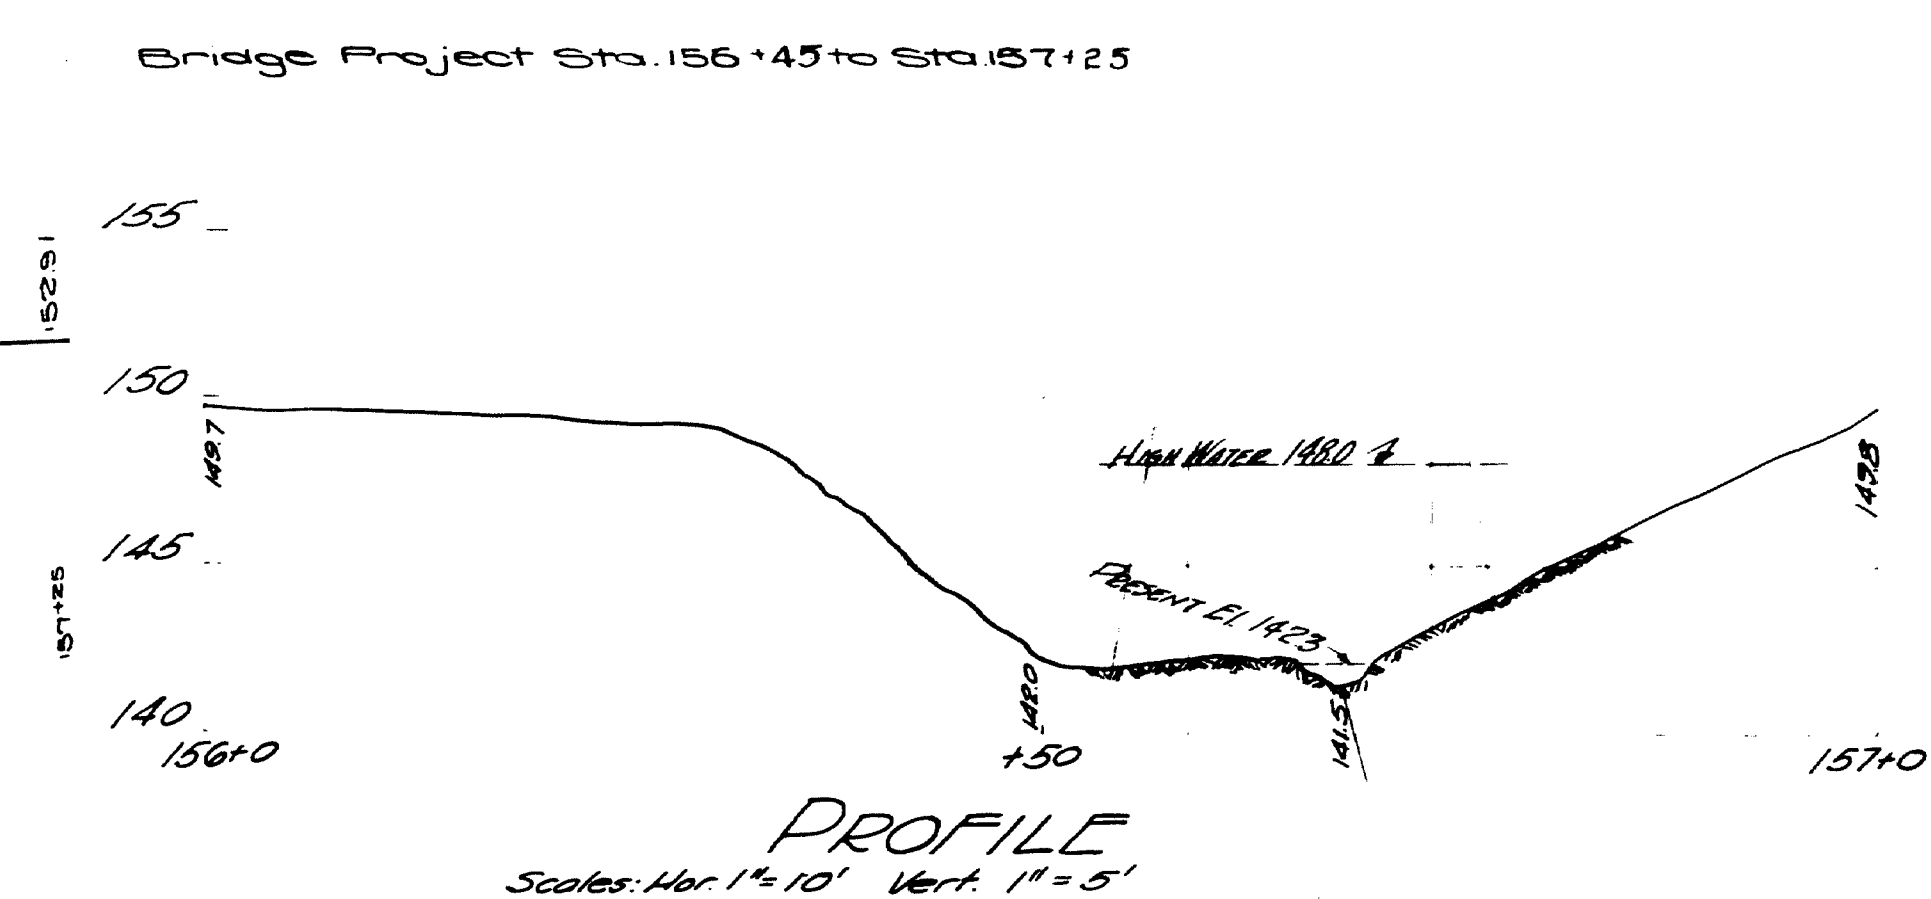 Bridge Project Sta. 156+45 to Sta. 157+25
155
152.91
150
149.7
HIGH WATER 148.0
149.8
145
157+25
PRESENT El. 142.3
142.0
141.5
140
156+0
+50
157+0
PROFILE
Scales: Hor. 1"=10' Vert. 1"=5'